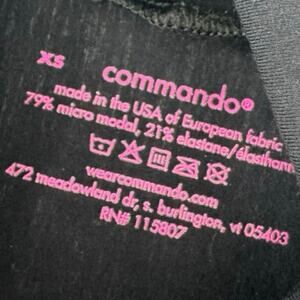 xs
commando®
made in the USA of European fabric
79% micro modal, 21% elastane/élasthann
wearcommando.com
472 meadowland dr, s. burlington, vt 05403
RN# 115807